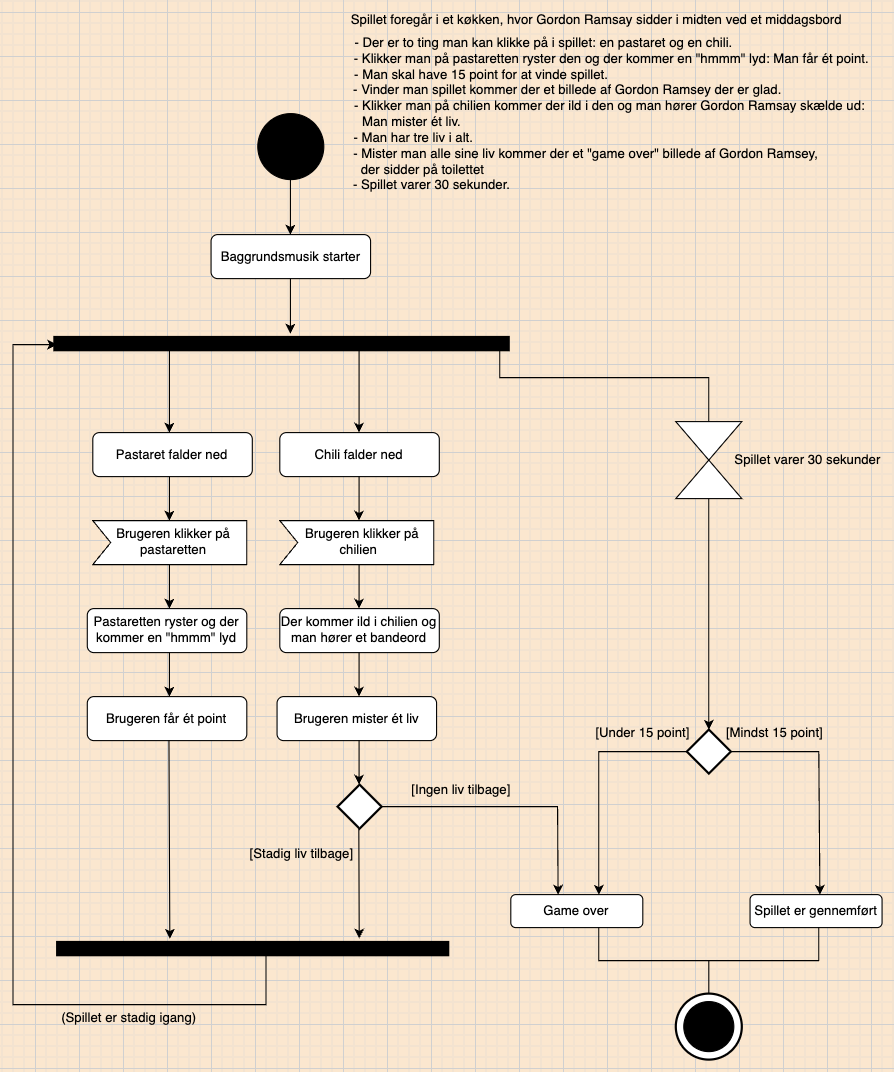 Spillet foregår i et køkken, hvor Gordon Ramsay sidder i midten ved et middagsbord
- Der er to ting man kan klikke på i spillet: en pastaret og en chili.
- Klikker man på pastaretten ryster den og der kommer en "hmmm" lyd: Man får ét point.
- Man skal have 15 point for at vinde spillet.
- Vinder man spillet kommer der et billede af Gordon Ramsey der er glad.
- Klikker man på chilien kommer der ild i den og man hører Gordon Ramsay skælde ud:
Man mister ét liv.
- Man har tre liv i alt.
- Mister man alle sine liv kommer der et "game over" billede af Gordon Ramsey,
der sidder på toilettet
- Spillet varer 30 sekunder.
Baggrundsmusik starter
Pastaret falder ned
Chili falder ned
Spillet varer 30 sekunder
Brugeren klikker på
pastaretten
Brugeren klikker på
chilien
Pastaretten ryster og der
kommer en "hmmm" lyd
Der kommer ild i chilien og
man hører et bandeord
Brugeren får ét point
Brugeren mister ét liv
[Under 15 point]
[Mindst 15 point]
[Ingen liv tilbage]
[Stadig liv tilbage]
Game over
Spillet er gennemført
(Spillet er stadig igang)